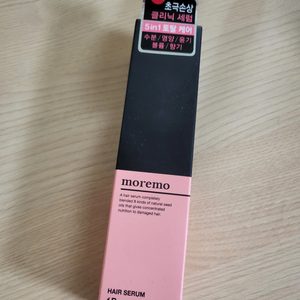 초극손상
클리닉 세럼
5in1 토탈 케어
수분 / 영양 / 윤기
볼륨 / 향기
moremo
A hair serum completely
blended 8 kinds of natural seed
oils that gives concentrated
nutrition to damaged hair.
HAIR SERUM